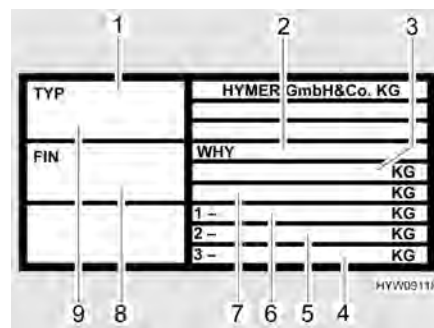 1 2 3
TYP
HYMER GmbH&Co. KG
FIN
WHY
KG
KG
1 – KG
2 – KG
3 – KG
HYW0911A
9 8 7 6 5 4